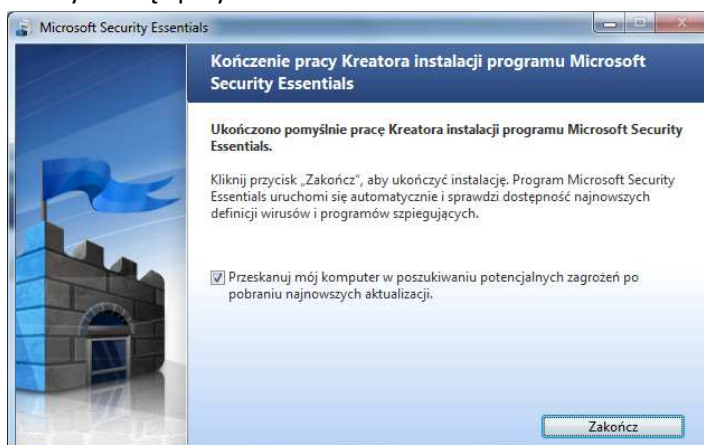 Microsoft Security Essentials
Kończenie pracy Kreatora instalacji programu Microsoft
Security Essentials
Ukończono pomyślnie pracę Kreatora instalacji programu Microsoft Security
Essentials.
Kliknij przycisk „Zakończ”, aby ukończyć instalację. Program Microsoft Security
Essentials uruchomi się automatycznie i sprawdzi dostępność najnowszych
definicji wirusów i programów szpiegujących.
Przeskanuj mój komputer w poszukiwaniu potencjalnych zagrożeń po
pobraniu najnowszych aktualizacji.
Zakończ